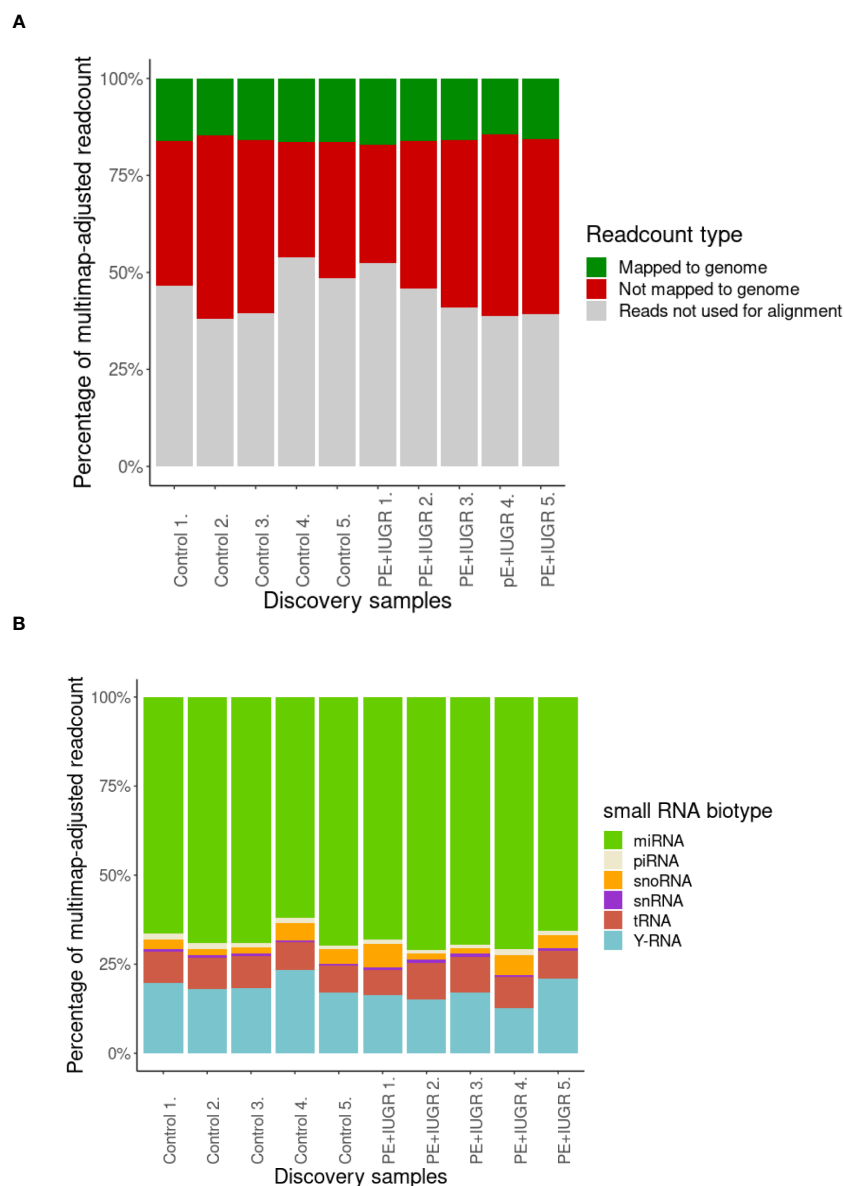 A
Percentage of multimap-adjusted readcount
100%
75%
50%
25%
0%
Control 1.
Control 2.
Control 3.
Control 4.
Control 5.
PE+IUGR 1.
PE+IUGR 2.
PE+IUGR 3.
pE+IUGR 4.
PE+IUGR 5.
Discovery samples
Readcount type
Mapped to genome
Not mapped to genome
Reads not used for alignment
B
Percentage of multimap-adjusted readcount
100%
75%
50%
25%
0%
Control 1.
Control 2.
Control 3.
Control 4.
Control 5.
PE+IUGR 1.
PE+IUGR 2.
PE+IUGR 3.
PE+IUGR 4.
PE+IUGR 5.
Discovery samples
small RNA biotype
miRNA
piRNA
snoRNA
snRNA
tRNA
Y-RNA